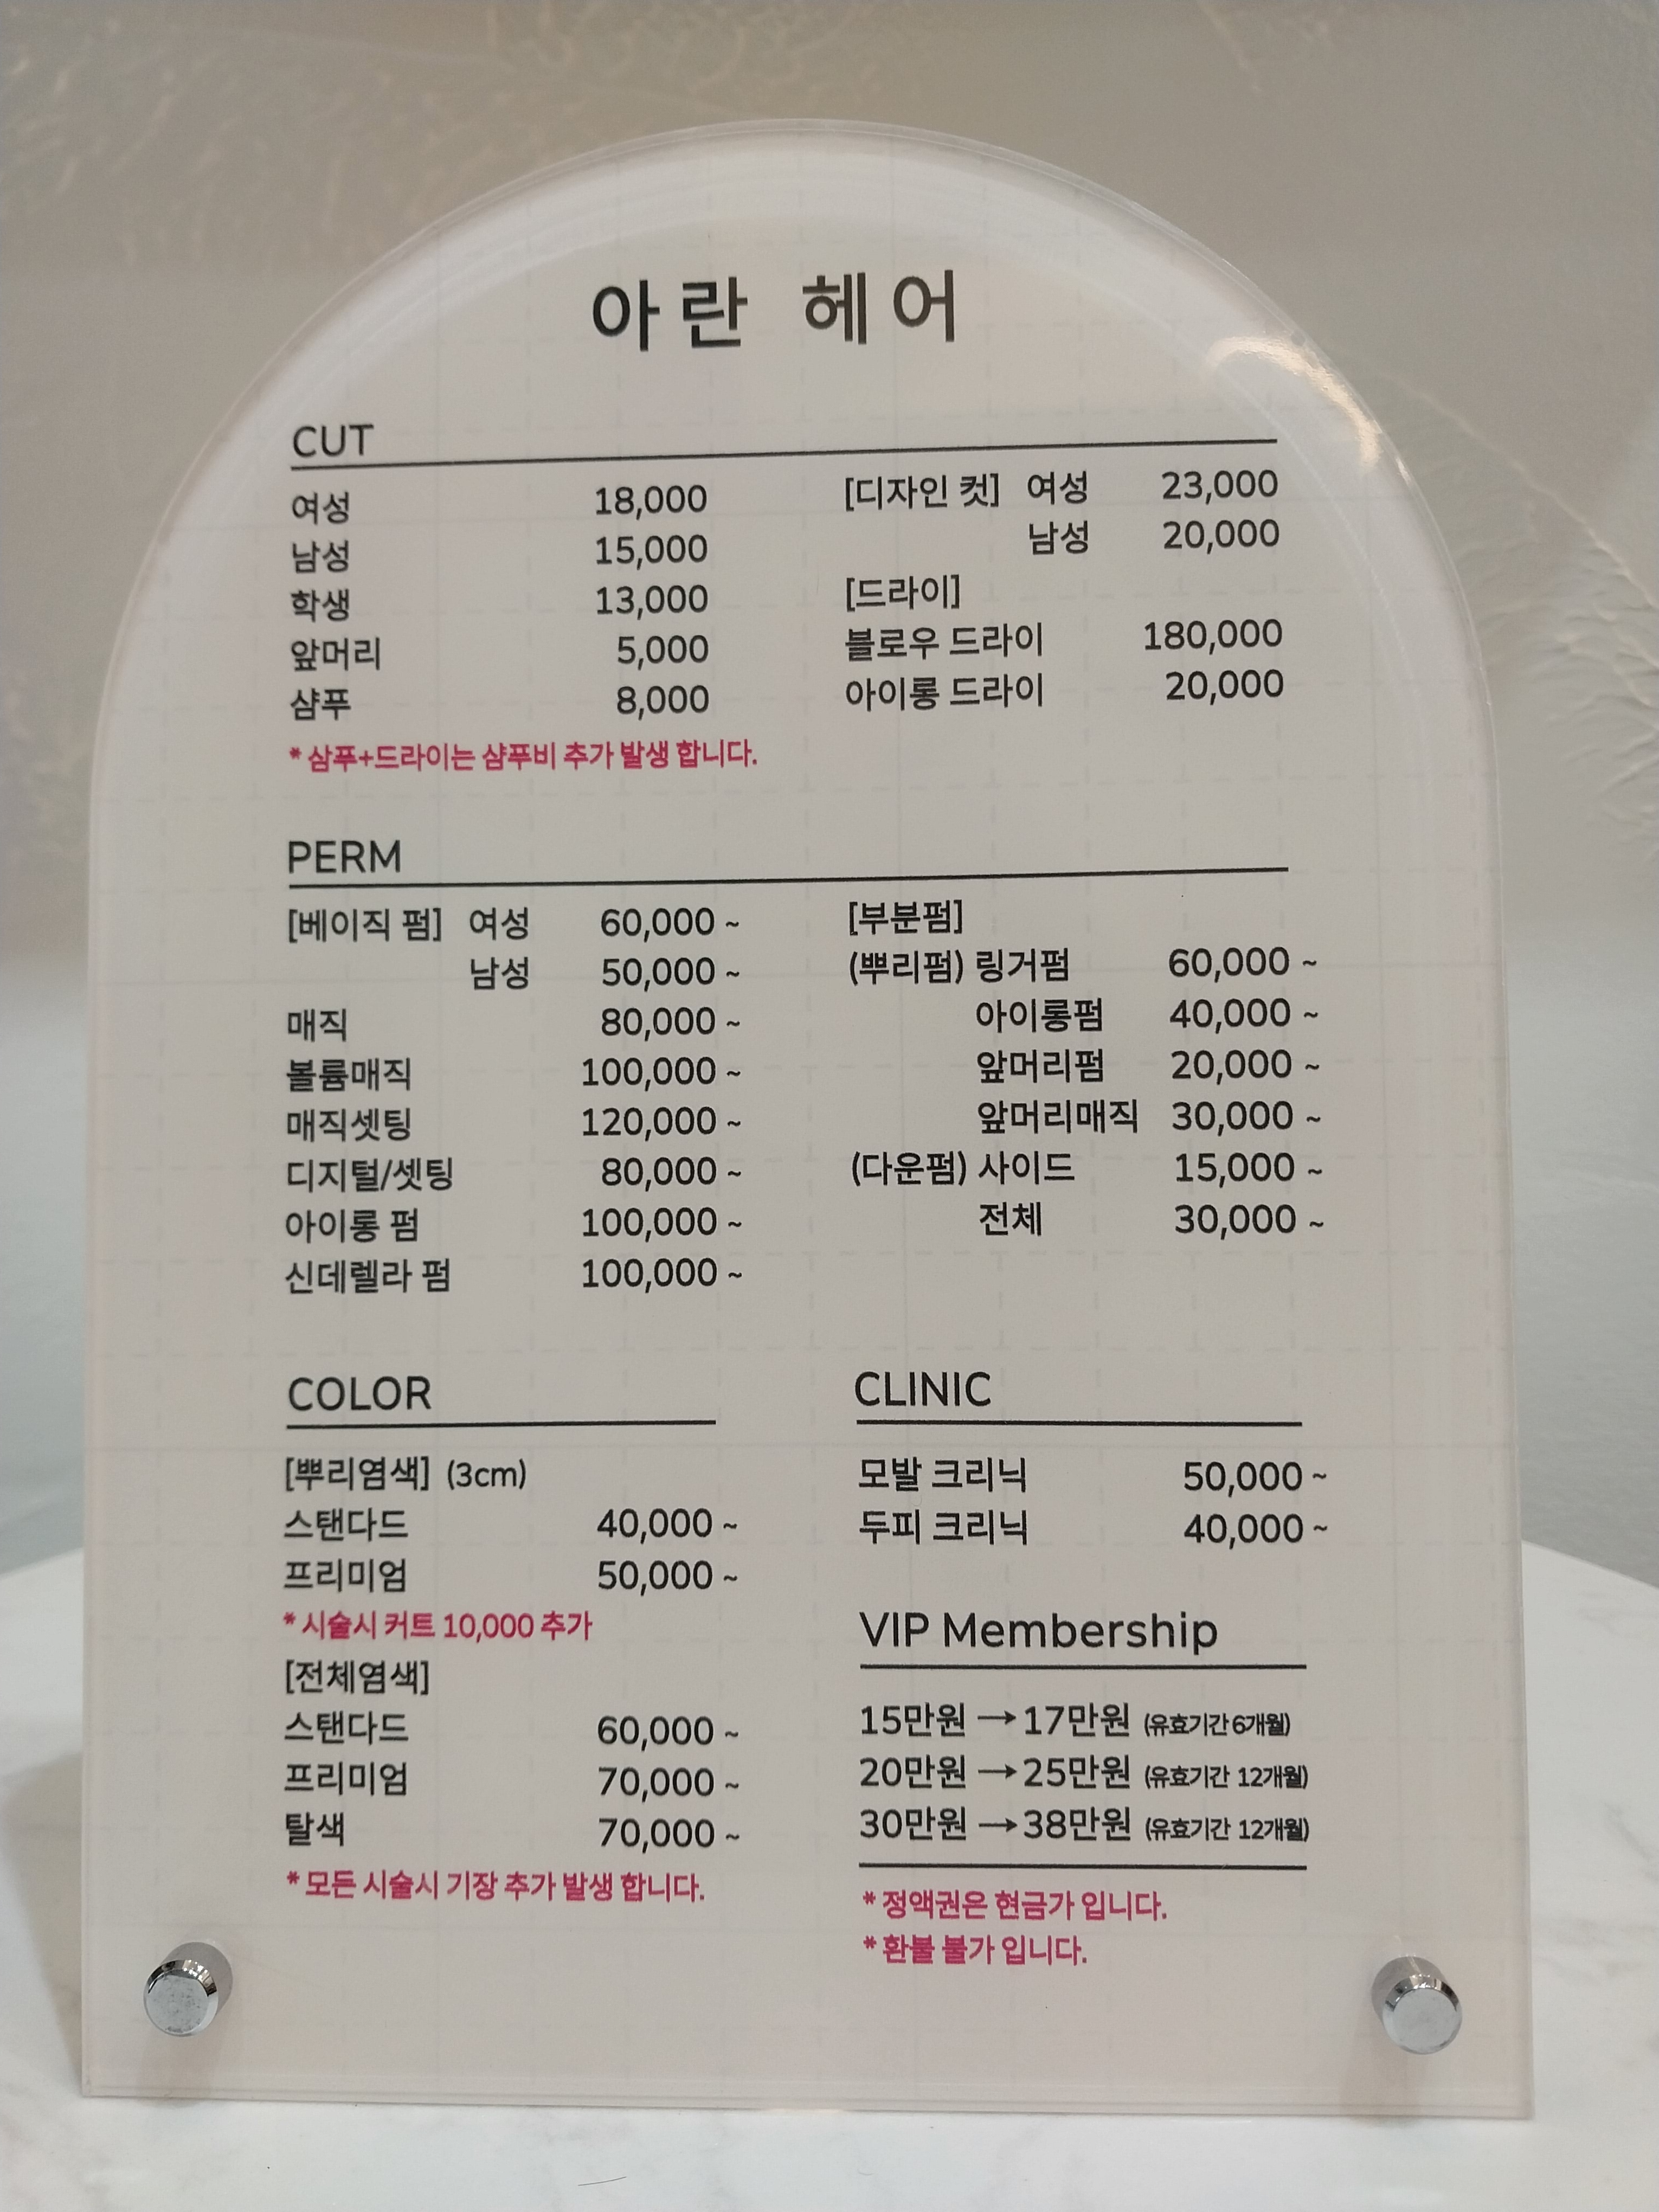 아란 헤어
CUT
여성 18,000
남성 15,000
학생 13,000
앞머리 5,000
샴푸 8,000
* 샴푸+드라이는 샴푸비 추가 발생 합니다.
[디자인 컷] 여성 23,000
남성 20,000
[드라이]
블로우 드라이 180,000
아이롱 드라이 20,000
PERM
[베이직 펌] 여성 60,000 ~
남성 50,000 ~
매직 80,000 ~
볼륨매직 100,000 ~
매직셋팅 120,000 ~
디지털/셋팅 80,000 ~
아이롱 펌 100,000 ~
신데렐라 펌 100,000 ~
[부분펌]
(뿌리펌) 링거펌 60,000 ~
아이롱펌 40,000 ~
앞머리펌 20,000 ~
앞머리매직 30,000 ~
(다운펌) 사이드 15,000 ~
전체 30,000 ~
COLOR
[뿌리염색] (3cm)
스탠다드 40,000 ~
프리미엄 50,000 ~
* 시술시 커트 10,000 추가
[전체염색]
스탠다드 60,000 ~
프리미엄 70,000 ~
탈색 70,000 ~
* 모든 시술시 기장 추가 발생 합니다.
CLINIC
모발 크리닉 50,000 ~
두피 크리닉 40,000 ~
VIP Membership
15만원 → 17만원 (유효기간 6개월)
20만원 → 25만원 (유효기간 12개월)
30만원 → 38만원 (유효기간 12개월)
* 정액권은 현금가 입니다.
* 환불 불가 입니다.